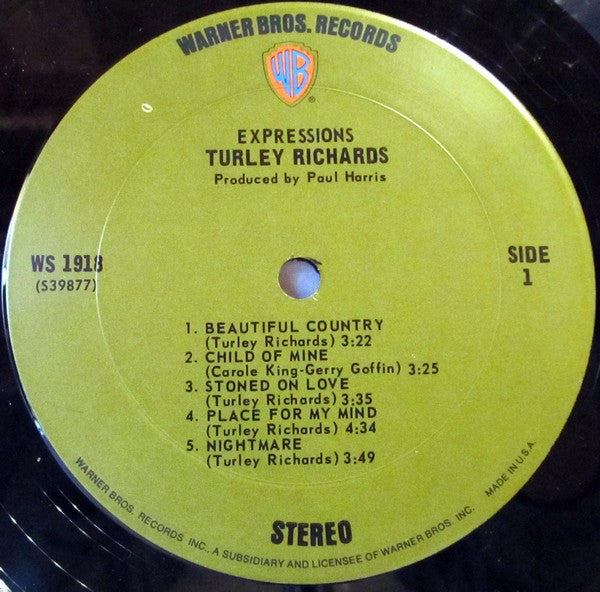 WARNER BROS. RECORDS
WB
®
EXPRESSIONS
TURLEY RICHARDS
Produced by Paul Harris
WS 1918
(S39877)
SIDE
1
1. BEAUTIFUL COUNTRY
(Turley Richards) 3:22
2. CHILD OF MINE
(Carole King-Gerry Goffin) 3:25
3. STONED ON LOVE
(Turley Richards) 3:35
4. PLACE FOR MY MIND
(Turley Richards) 4:34
5. NIGHTMARE
(Turley Richards) 3:49
STEREO
WARNER BROS. RECORDS INC., A SUBSIDIARY AND LICENSEE OF WARNER BROS. INC. MADE IN U.S.A.